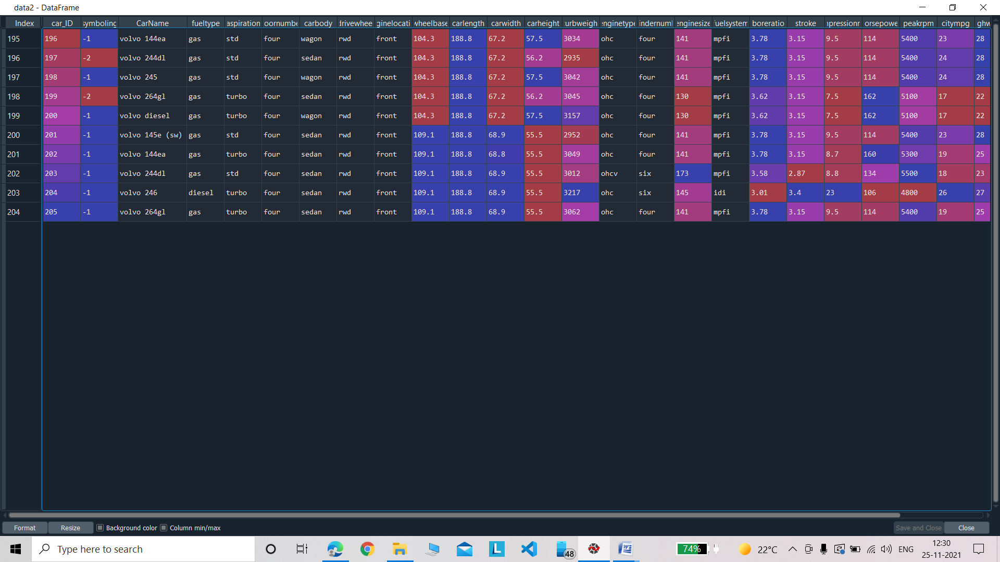 data2 - DataFrame
Index car_ID symboling CarName fueltype aspiration oornumbe carbody drivewhee ginelocati wheelbase carlength carwidth carheight urbweigh enginetype indernuml enginesize fuelsystem boreratio stroke npressionr orsepowe peakrpm citympg ghw
195 196 -1 volvo 144ea gas std four wagon rwd front 104.3 188.8 67.2 57.5 3034 ohc four 141 mpfi 3.78 3.15 9.5 114 5400 23 28
196 197 -2 volvo 244dl gas std four sedan rwd front 104.3 188.8 67.2 56.2 2935 ohc four 141 mpfi 3.78 3.15 9.5 114 5400 24 28
197 198 -1 volvo 245 gas std four wagon rwd front 104.3 188.8 67.2 57.5 3042 ohc four 141 mpfi 3.78 3.15 9.5 114 5400 24 28
198 199 -2 volvo 264gl gas turbo four sedan rwd front 104.3 188.8 67.2 56.2 3045 ohc four 130 mpfi 3.62 3.15 7.5 162 5100 17 22
199 200 -1 volvo diesel gas turbo four wagon rwd front 104.3 188.8 67.2 57.5 3157 ohc four 130 mpfi 3.62 3.15 7.5 162 5100 17 22
200 201 -1 volvo 145e (sw) gas std four sedan rwd front 109.1 188.8 68.9 55.5 2952 ohc four 141 mpfi 3.78 3.15 9.5 114 5400 23 28
201 202 -1 volvo 144ea gas turbo four sedan rwd front 109.1 188.8 68.8 55.5 3049 ohc four 141 mpfi 3.78 3.15 8.7 160 5300 19 25
202 203 -1 volvo 244dl gas std four sedan rwd front 109.1 188.8 68.9 55.5 3012 ohcv six 173 mpfi 3.58 2.87 8.8 134 5500 18 23
203 204 -1 volvo 246 diesel turbo four sedan rwd front 109.1 188.8 68.9 55.5 3217 ohc six 145 idi 3.01 3.4 23 106 4800 26 27
204 205 -1 volvo 264gl gas turbo four sedan rwd front 109.1 188.8 68.9 55.5 3062 ohc four 141 mpfi 3.78 3.15 9.5 114 5400 19 25
Format Resize Background color Column min/max Save and Close Close
Type here to search L 48 W 74% 22°C ENG 12:30
25-11-2021